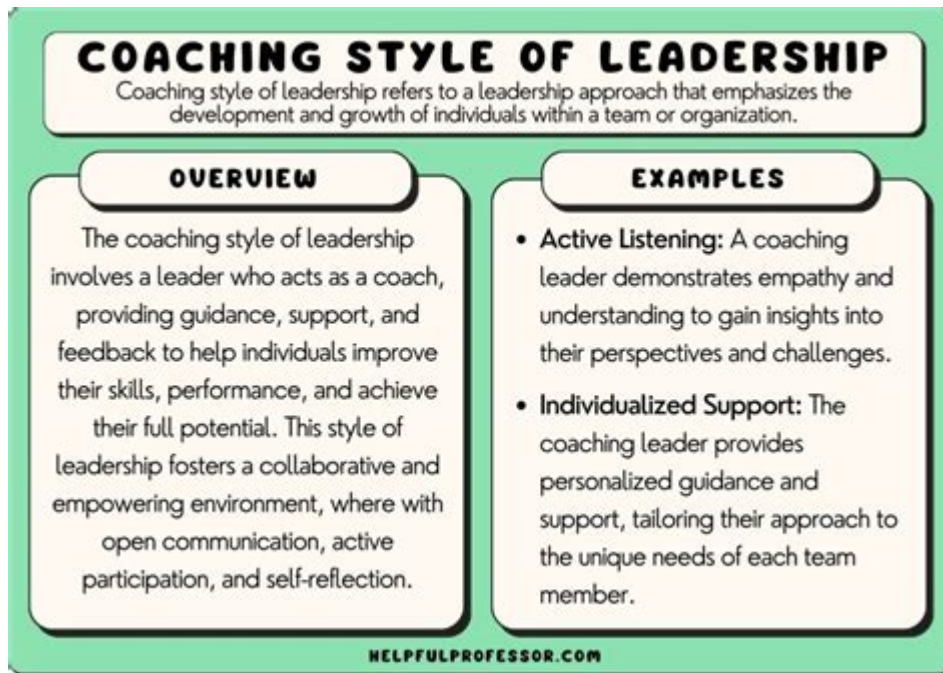 COACHING STYLE OF LEADERSHIP
Coaching style of leadership refers to a leadership approach that emphasizes the
development and growth of individuals within a team or organization.
OVERVIEW
The coaching style of leadership
involves a leader who acts as a coach,
providing guidance, support, and
feedback to help individuals improve
their skills, performance, and achieve
their full potential. This style of
leadership fosters a collaborative and
empowering environment, where with
open communication, active
participation, and self-reflection.
EXAMPLES
• Active Listening: A coaching
leader demonstrates empathy and
understanding to gain insights into
their perspectives and challenges.
• Individualized Support: The
coaching leader provides
personalized guidance and
support, tailoring their approach to
the unique needs of each team
member.
HELPFULPROFESSOR.COM